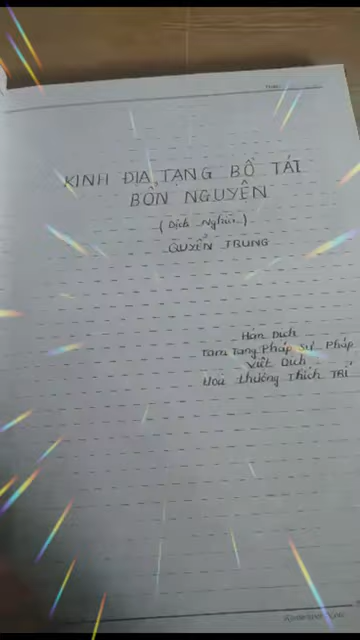 KINH ĐỊA TẠNG BỒ TÁT
BỔN NGUYỆN
(Dịch Nghĩa)
QUYỂN TRUNG
Hán Dịch
Tam Tạng Pháp Sư Pháp
Việt Dịch
Hoà thượng Thích Trí